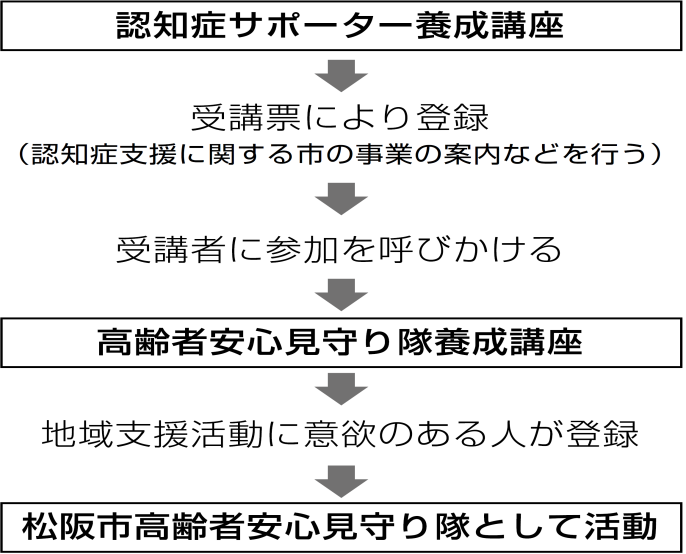 認知症サポーター養成講座
受講票により登録
（認知症支援に関する市の事業の案内などを行う）
受講者に参加を呼びかける
高齢者安心見守り隊養成講座
地域支援活動に意欲のある人が登録
松阪市高齢者安心見守り隊として活動